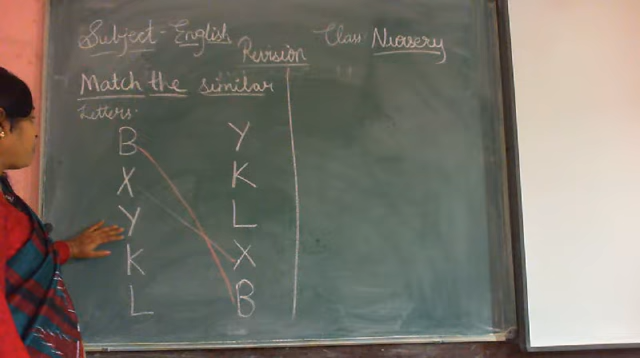 Subject - English Class Nursery
Revision
Match the similar
Letters.
B Y
X K
Y L
K X
L B